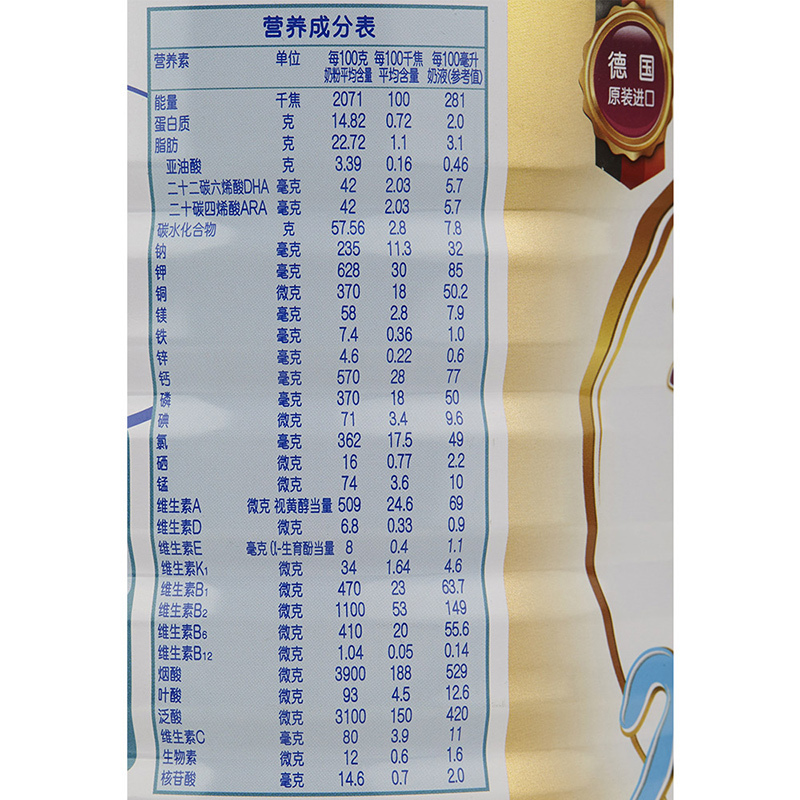 营养成分表
营养素 单位 每100克奶粉平均含量 每100千焦平均含量 每100毫升奶液(参考值)
能量 千焦 2071 100 281
蛋白质 克 14.82 0.72 2.0
脂肪 克 22.72 1.1 3.1
亚油酸 克 3.39 0.16 0.46
二十二碳六烯酸DHA 毫克 42 2.03 5.7
二十碳四烯酸ARA 毫克 42 2.03 5.7
碳水化合物 克 57.56 2.8 7.8
钠 毫克 235 11.3 32
钾 毫克 628 30 85
铜 微克 370 18 50.2
镁 毫克 58 2.8 7.9
铁 毫克 7.4 0.36 1.0
锌 毫克 4.6 0.22 0.6
钙 毫克 570 28 77
磷 毫克 370 18 50
碘 微克 71 3.4 9.6
氯 毫克 362 17.5 49
硒 微克 16 0.77 2.2
锰 微克 74 3.6 10
维生素A 微克 视黄醇当量 509 24.6 69
维生素D 微克 6.8 0.33 0.9
维生素E 毫克 α-生育酚当量 8 0.4 1.1
维生素K1 微克 34 1.64 4.6
维生素B1 微克 470 23 63.7
维生素B2 微克 1100 53 149
维生素B6 微克 410 20 55.6
维生素B12 微克 1.04 0.05 0.14
烟酸 微克 3900 188 529
叶酸 微克 93 4.5 12.6
泛酸 微克 3100 150 420
维生素C 毫克 80 3.9 11
生物素 微克 12 0.6 1.6
核苷酸 毫克 14.6 0.7 2.0
德国
原装进口